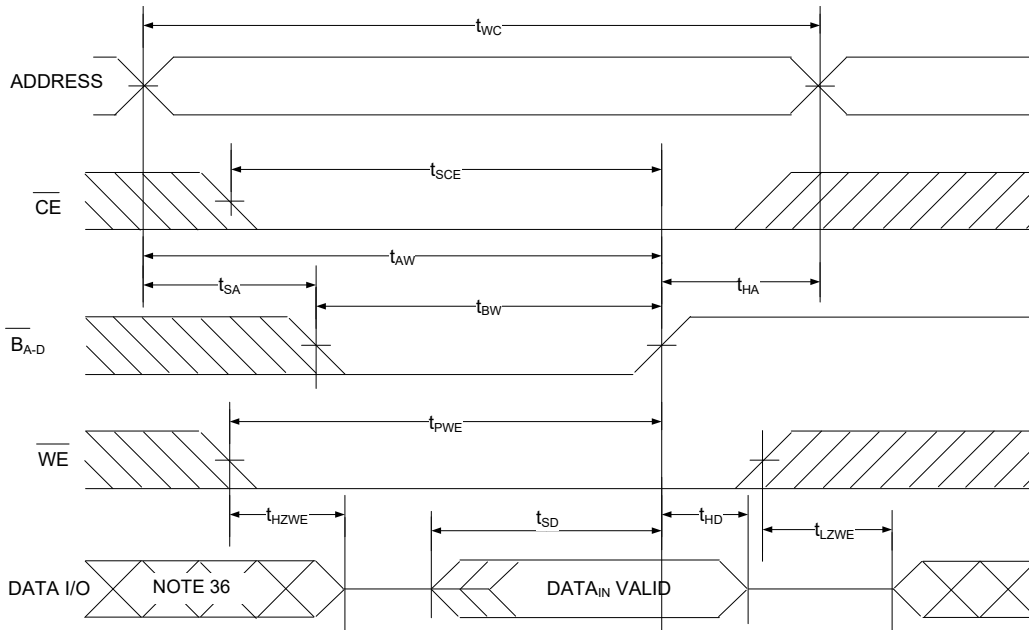 tWC
ADDRESS
tSCE
CE
tAW
tSA
tHA
tBW
BA-D
tPWE
WE
tHZWE
tSD
tHD
tLZWE
DATA I/O
NOTE 36
DATAIN VALID